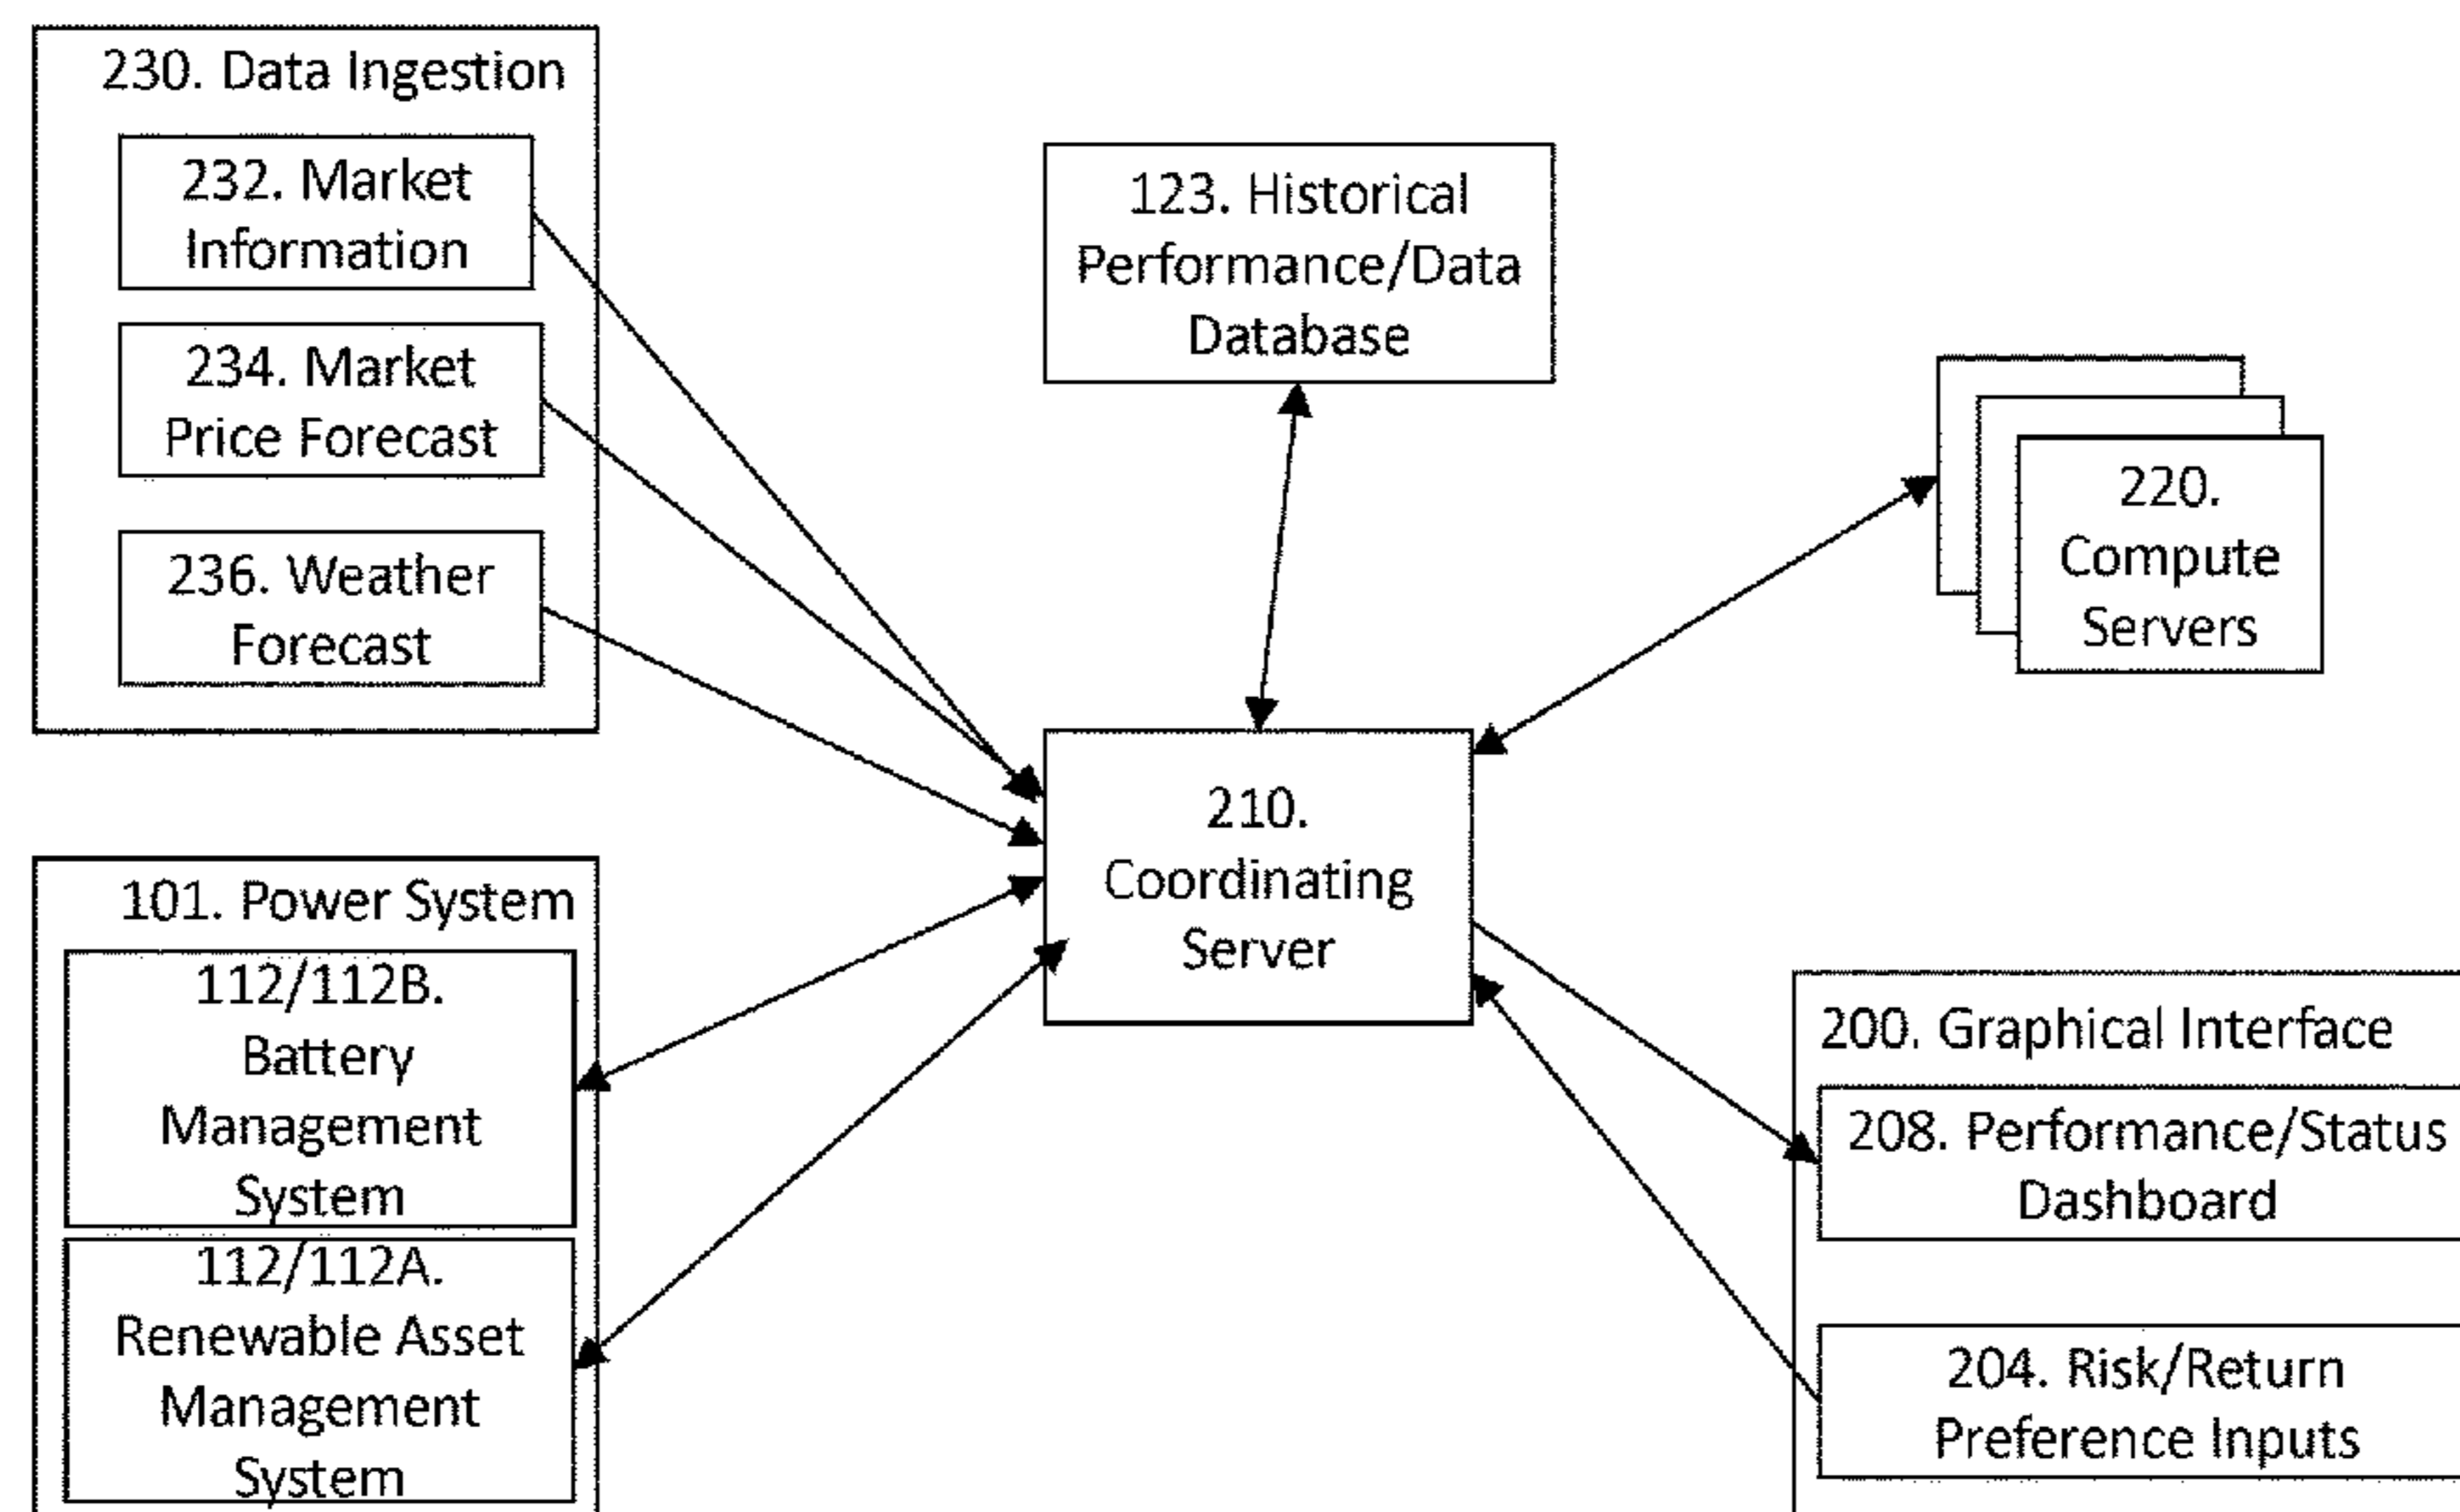 230. Data Ingestion
232. Market
Information
234. Market
Price Forecast
236. Weather
Forecast
123. Historical
Performance/Data
Database
220.
Compute
Servers
210.
Coordinating
Server
101. Power System
112/112B.
Battery
Management
System
112/112A.
Renewable Asset
Management
System
200. Graphical Interface
208. Performance/Status
Dashboard
204. Risk/Return
Preference Inputs